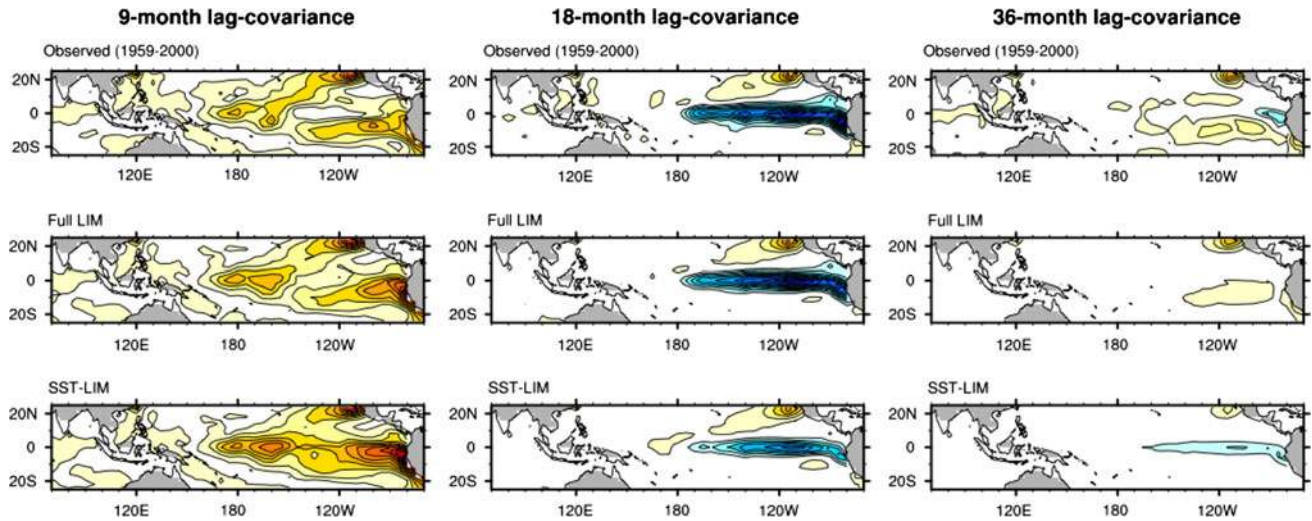 9-month lag-covariance 18-month lag-covariance 36-month lag-covariance
Observed (1959-2000) Observed (1959-2000) Observed (1959-2000)
20N 20N 20N
0 0 0
20S 20S 20S
120E 180 120W 120E 180 120W 120E 180 120W
Full LIM Full LIM Full LIM
20N 20N 20N
0 0 0
20S 20S 20S
120E 180 120W 120E 180 120W 120E 180 120W
SST-LIM SST-LIM SST-LIM
20N 20N 20N
0 0 0
20S 20S 20S
120E 180 120W 120E 180 120W 120E 180 120W